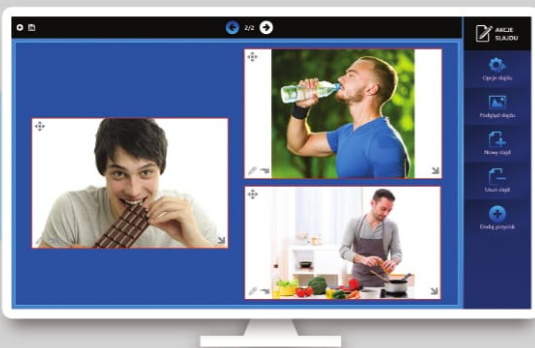 2/2
AKCJE
SLAJDU
Opcje slajdu
Podgląd slajdu
Nowy slajd
Usuń slajd
Dodaj przycisk